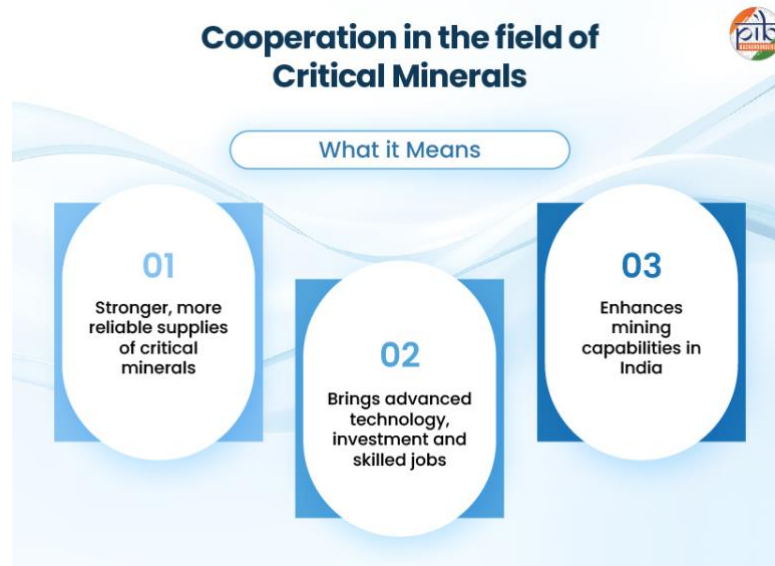 Cooperation in the field of
Critical Minerals
pib
What it Means
01
Stronger, more
reliable supplies
of critical
minerals
02
Brings advanced
technology,
investment and
skilled jobs
03
Enhances
mining
capabilities in
India